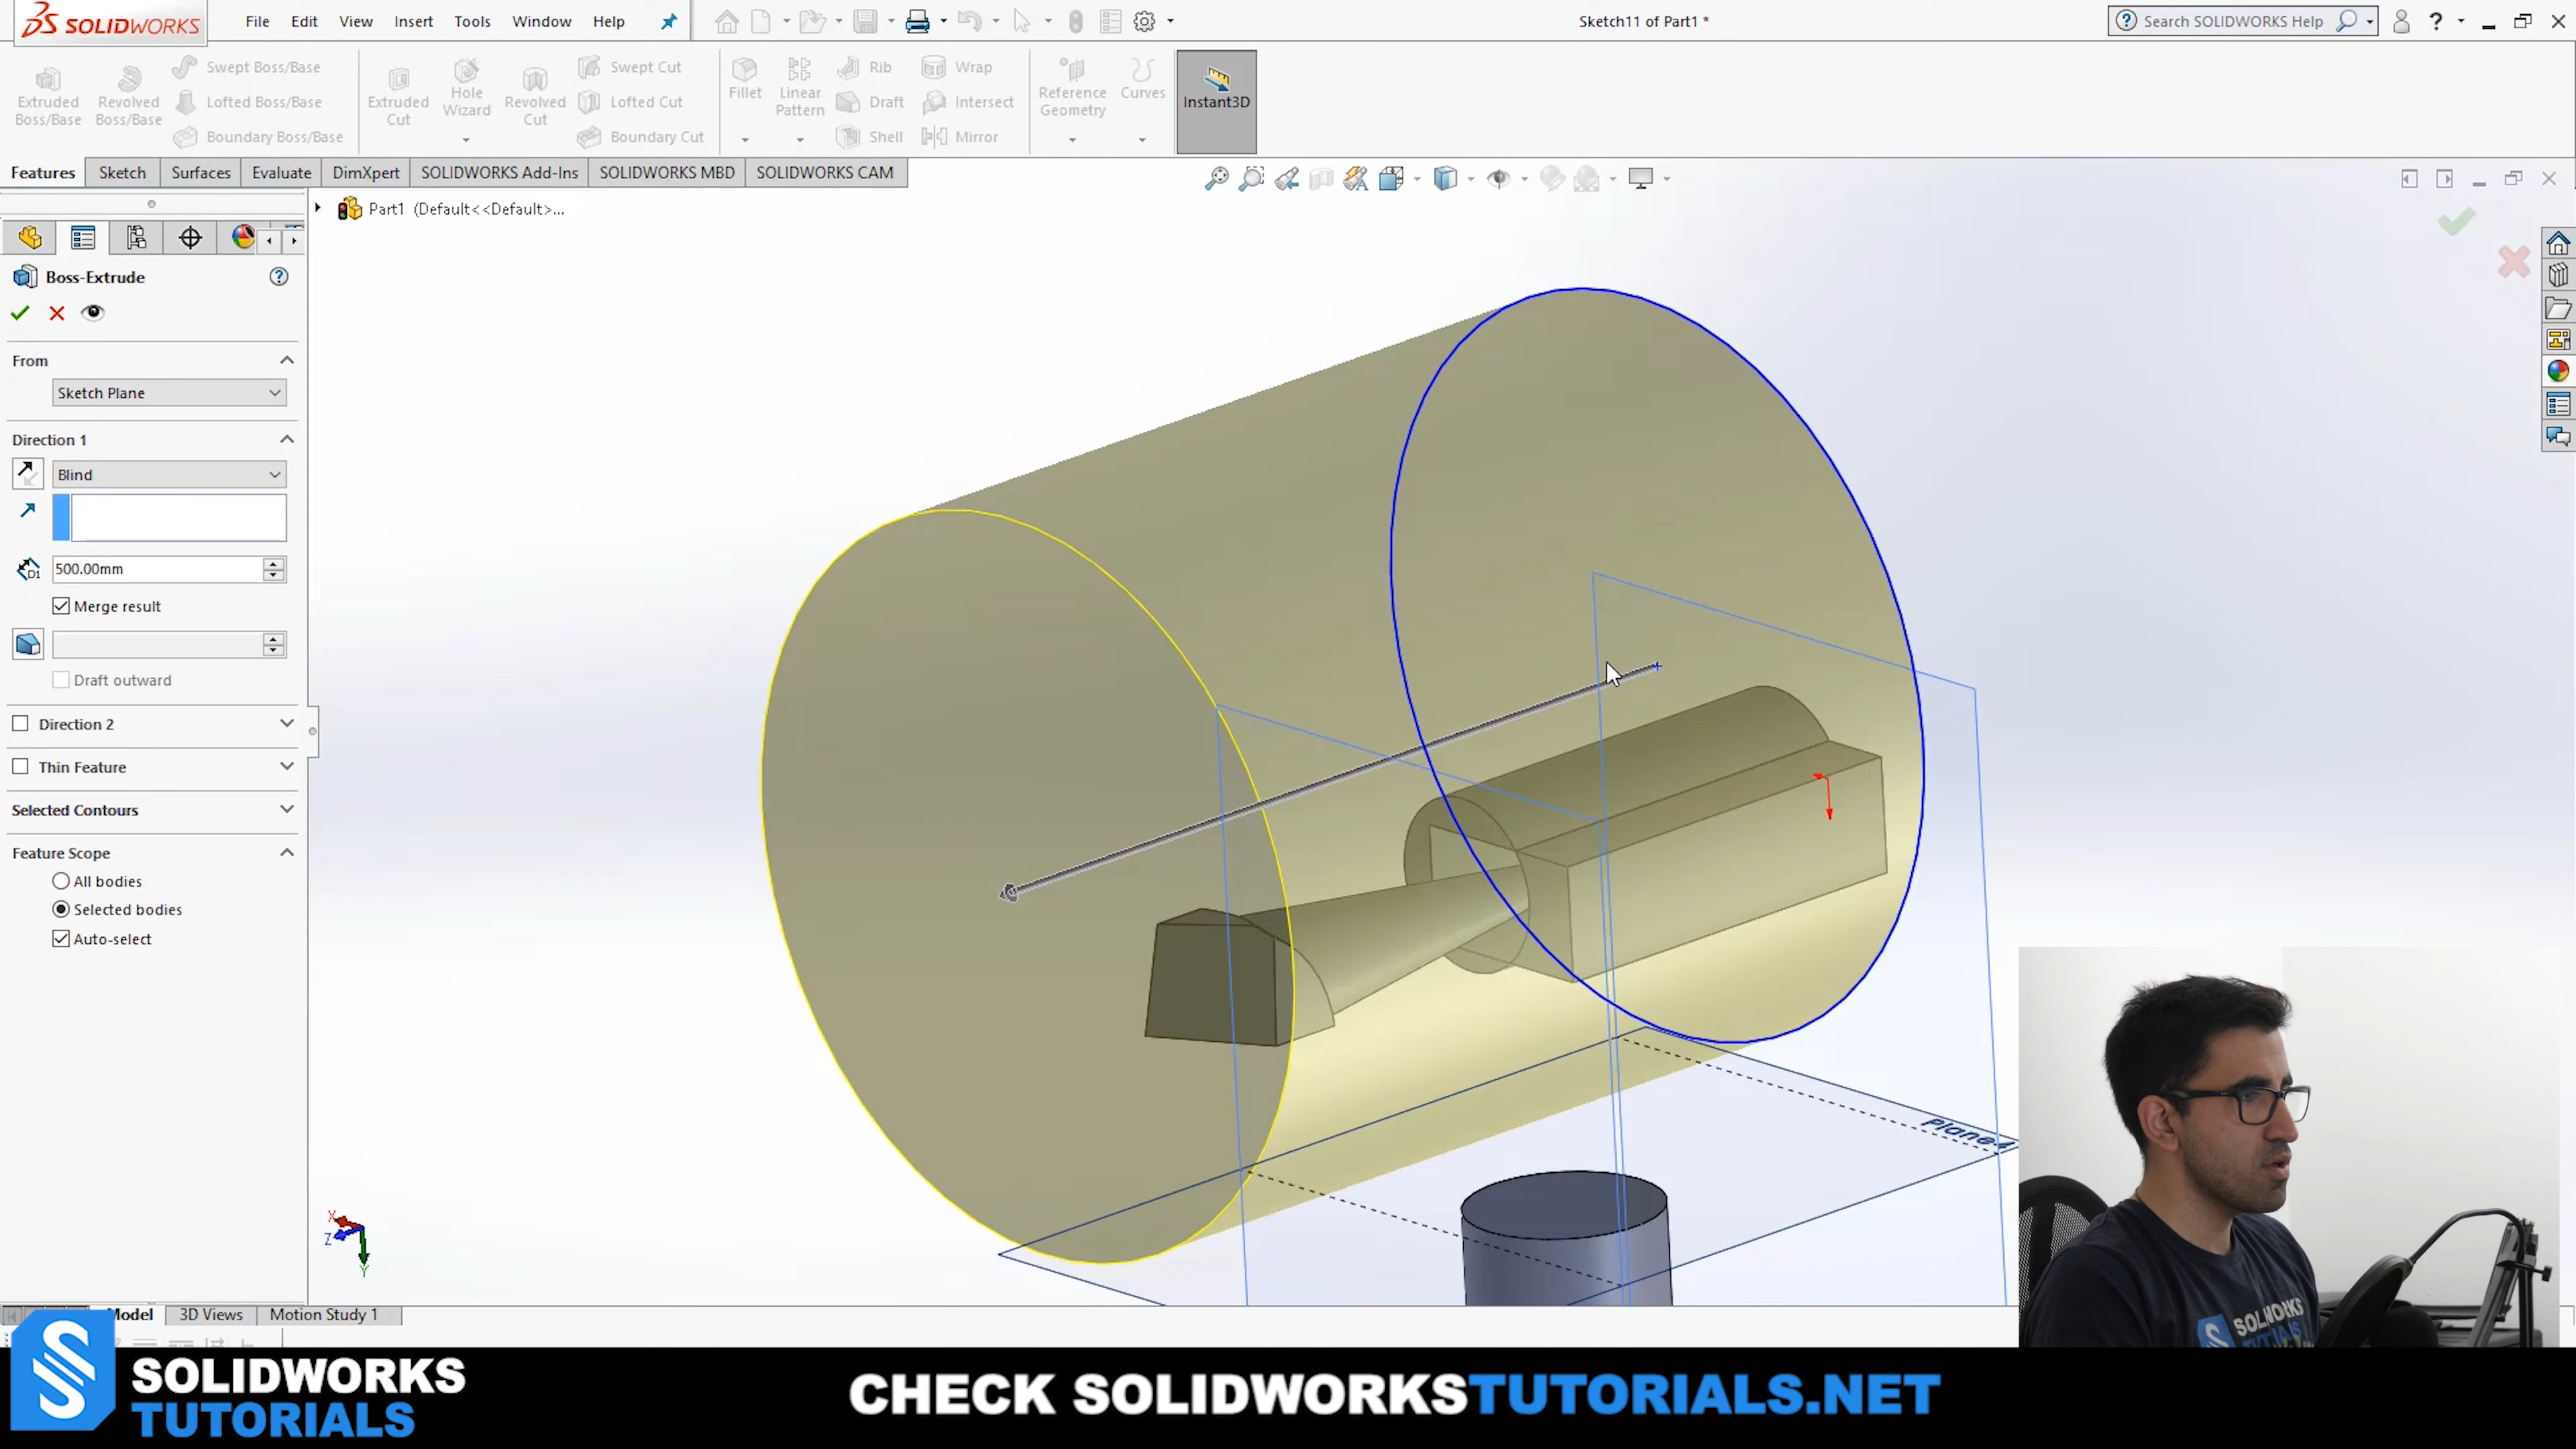 SOLIDWORKS
File Edit View Insert Tools Window Help
Sketch11 of Part1 *
Search SOLIDWORKS Help
Extruded Boss/Base
Revolved Boss/Base
Swept Boss/Base
Lofted Boss/Base
Boundary Boss/Base
Extruded Cut
Hole Wizard
Revolved Cut
Swept Cut
Lofted Cut
Boundary Cut
Fillet
Linear Pattern
Rib
Draft
Shell
Wrap
Intersect
Mirror
Reference Geometry
Curves
Instant3D
Features Sketch Surfaces Evaluate DimXpert SOLIDWORKS Add-Ins SOLIDWORKS MBD SOLIDWORKS CAM
Part1 (Default<<Default>...
Boss-Extrude
From
Sketch Plane
Direction 1
Blind
D1
500.00mm
Merge result
Draft outward
Direction 2
Thin Feature
Selected Contours
Feature Scope
All bodies
Selected bodies
Auto-select
Plane4
X
Z
Y
Model 3D Views Motion Study 1
SOLIDWORKS
TUTORIALS
CHECK SOLIDWORKSTUTORIALS.NET